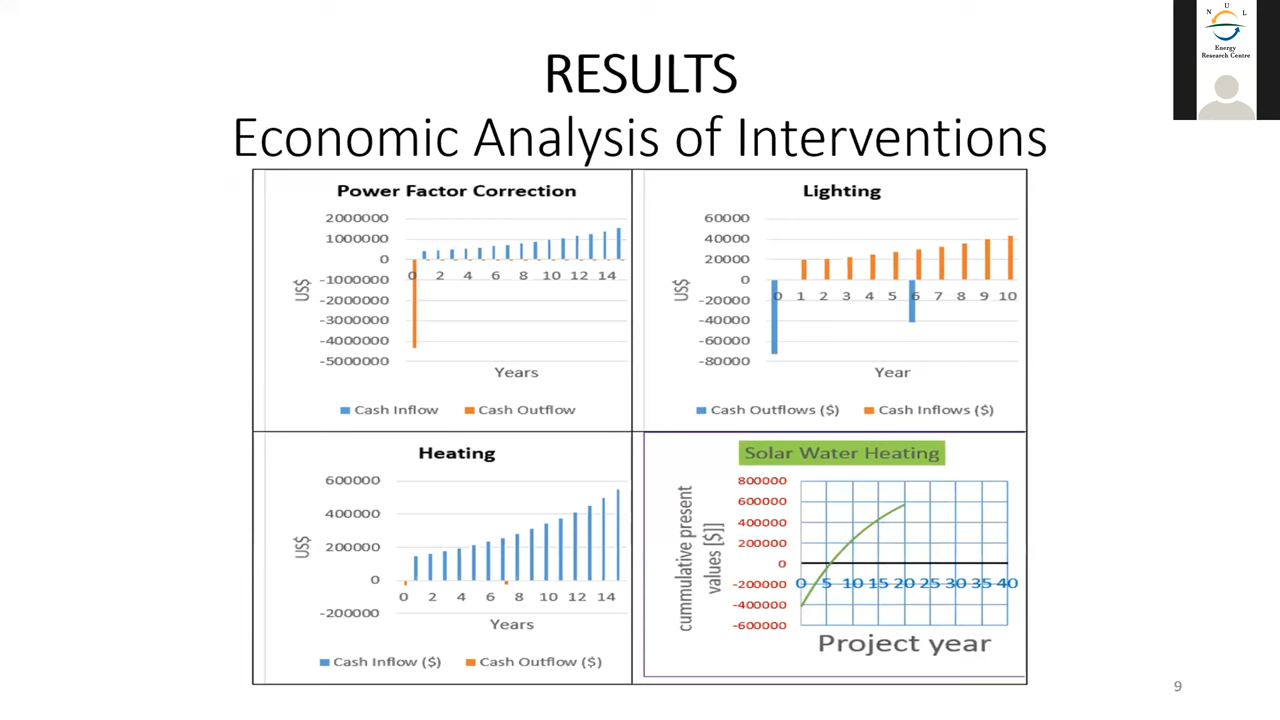 N U L
Energy
Research Centre
RESULTS
Economic Analysis of Interventions
Power Factor Correction
2000000
1000000
0
-1000000
-2000000
-3000000
-4000000
-5000000
US$
0 2 4 6 8 10 12 14
Years
Cash Inflow Cash Outflow
Lighting
60000
40000
20000
0
-20000
-40000
-60000
-80000
US$
0 1 2 3 4 5 6 7 8 9 10
Year
Cash Outflows ($) Cash Inflows ($)
Heating
600000
400000
200000
0
-200000
US$
0 2 4 6 8 10 12 14
Years
Cash Inflow ($) Cash Outflow ($)
Solar Water Heating
800000
600000
400000
200000
0
-200000
-400000
-600000
cummulative present
values [$]]
0 5 10 15 20 25 30 35 40
Project year
9